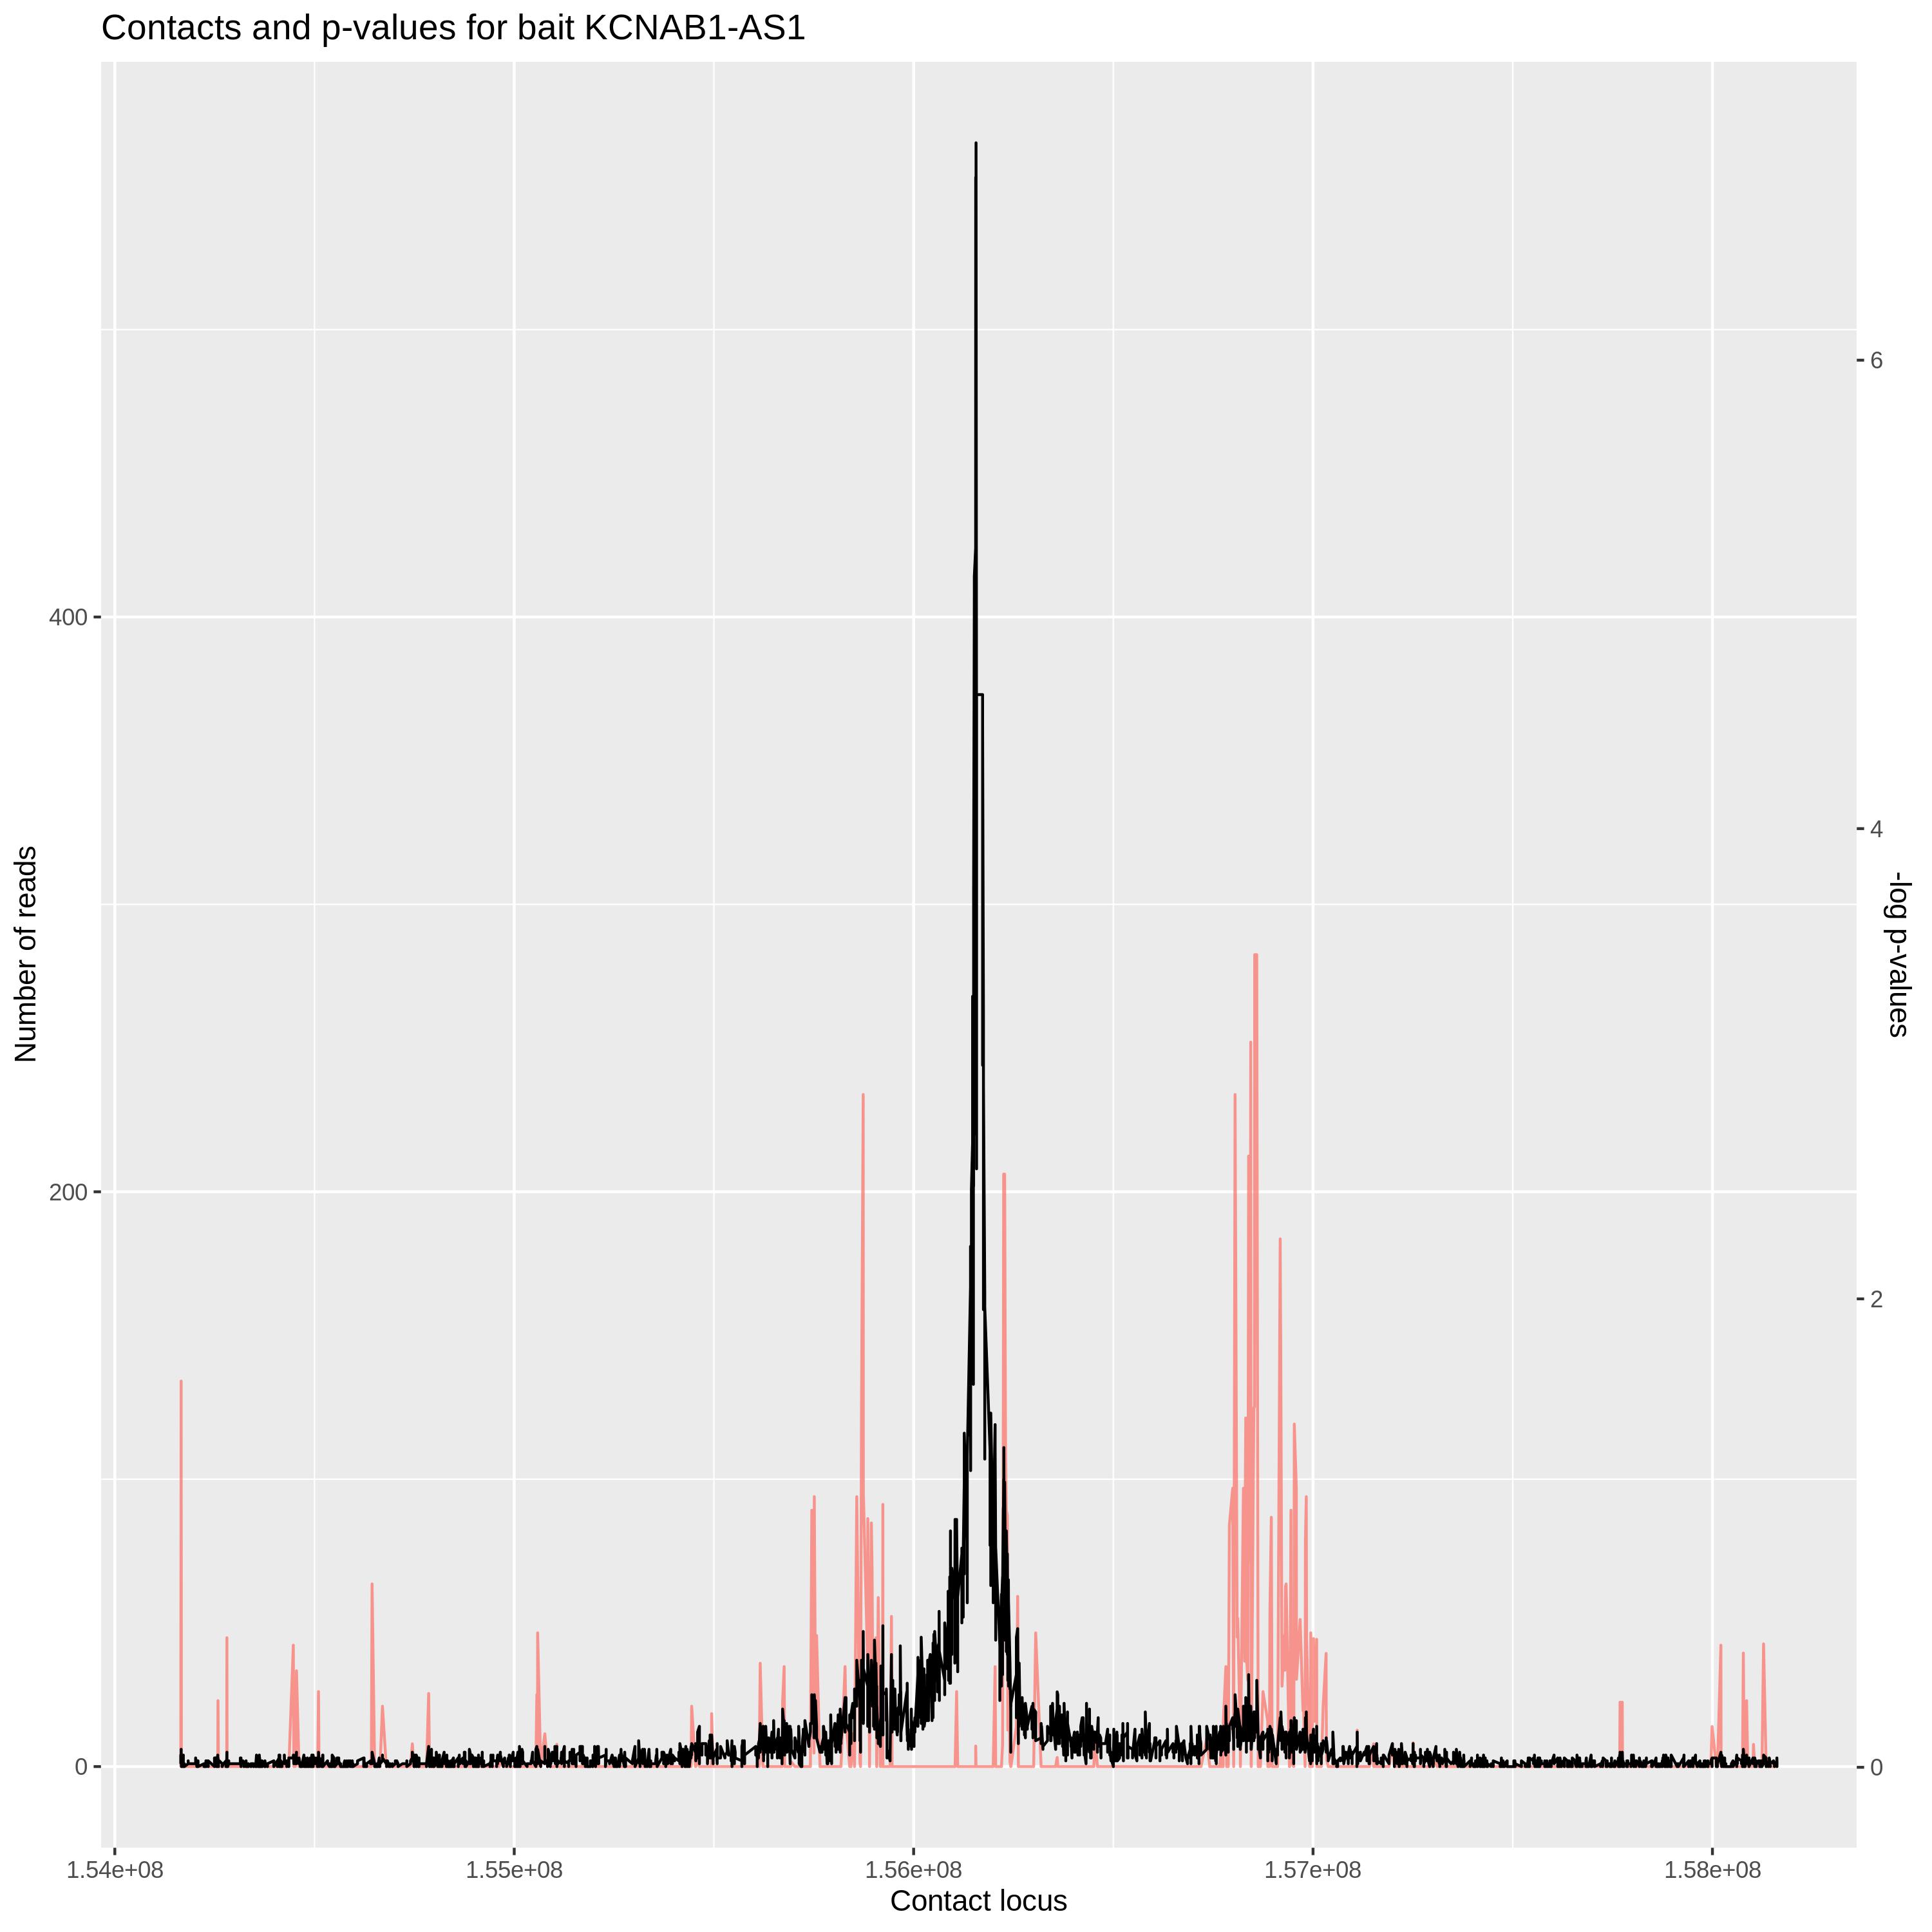 Contacts and p-values for bait KCNAB1-AS1
Number of reads
400
200
0
6
4
2
0
-log p-values
1.54e+08
1.55e+08
1.56e+08
1.57e+08
1.58e+08
Contact locus